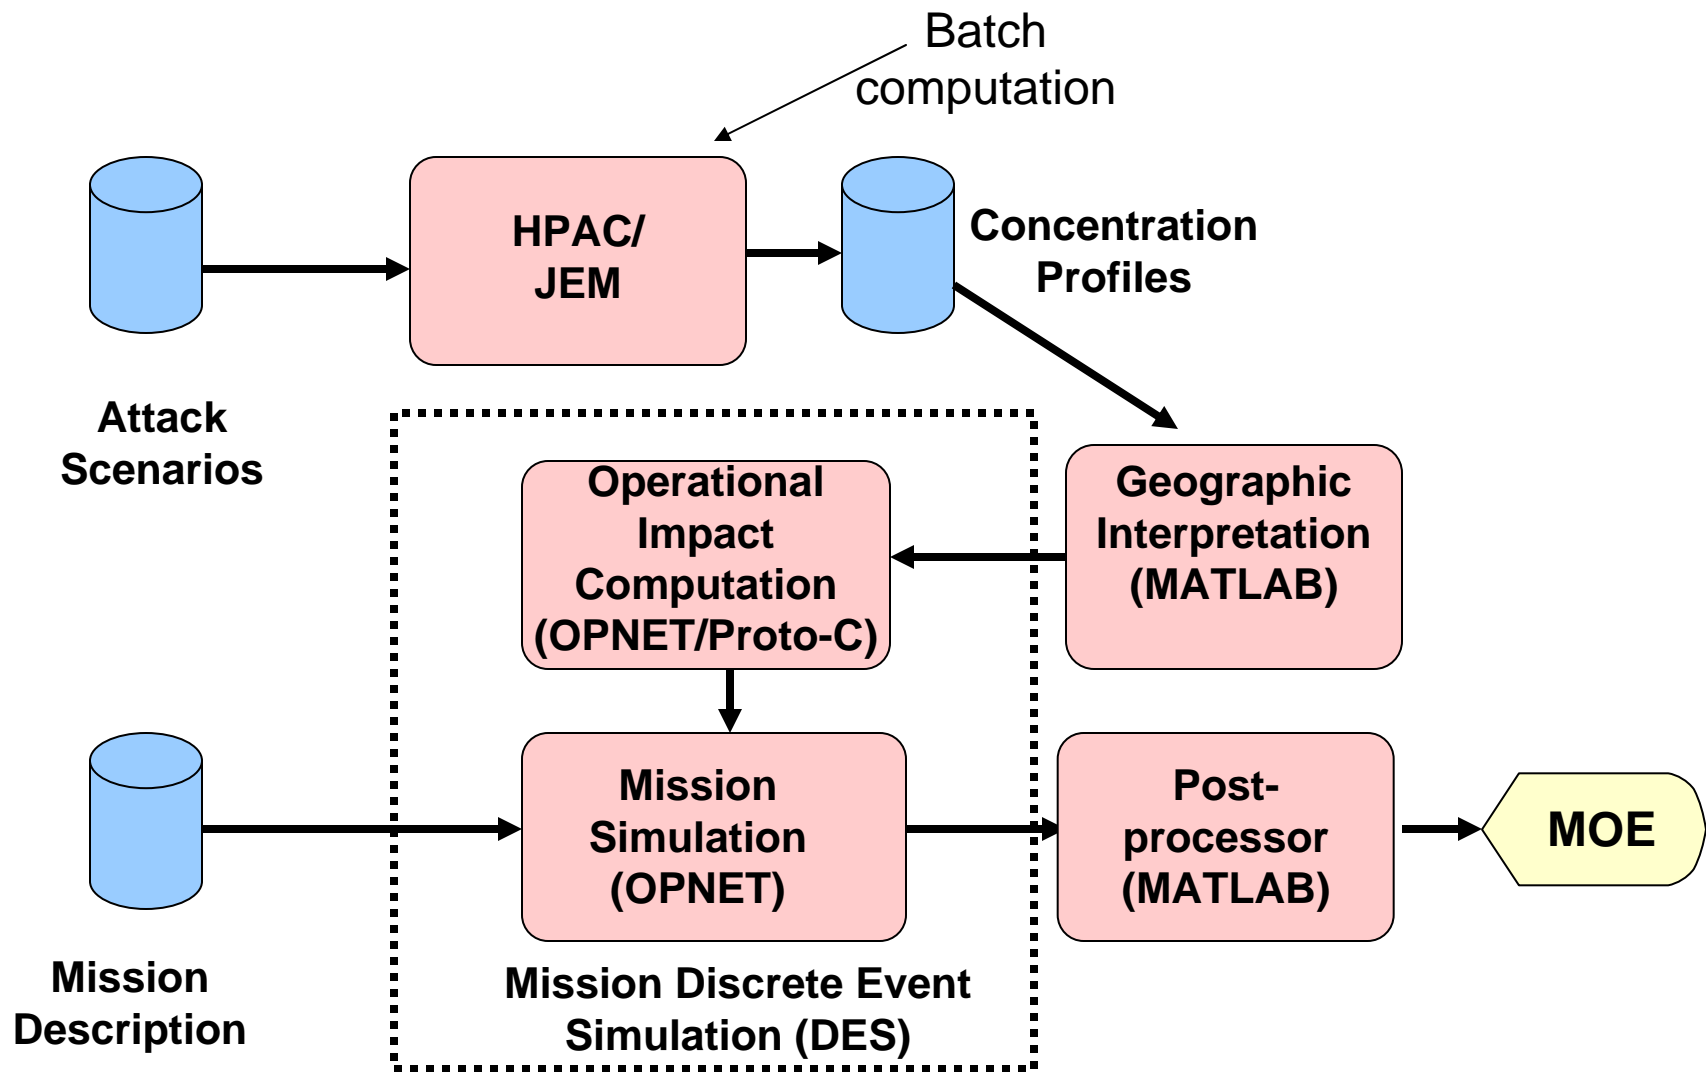 Batch
computation
HPAC/
JEM
Concentration
Profiles
Attack
Scenarios
Operational
Impact
Computation
(OPNET/Proto-C)
Geographic
Interpretation
(MATLAB)
Mission
Simulation
(OPNET)
Post-
processor
(MATLAB)
MOE
Mission
Description
Mission Discrete Event
Simulation (DES)